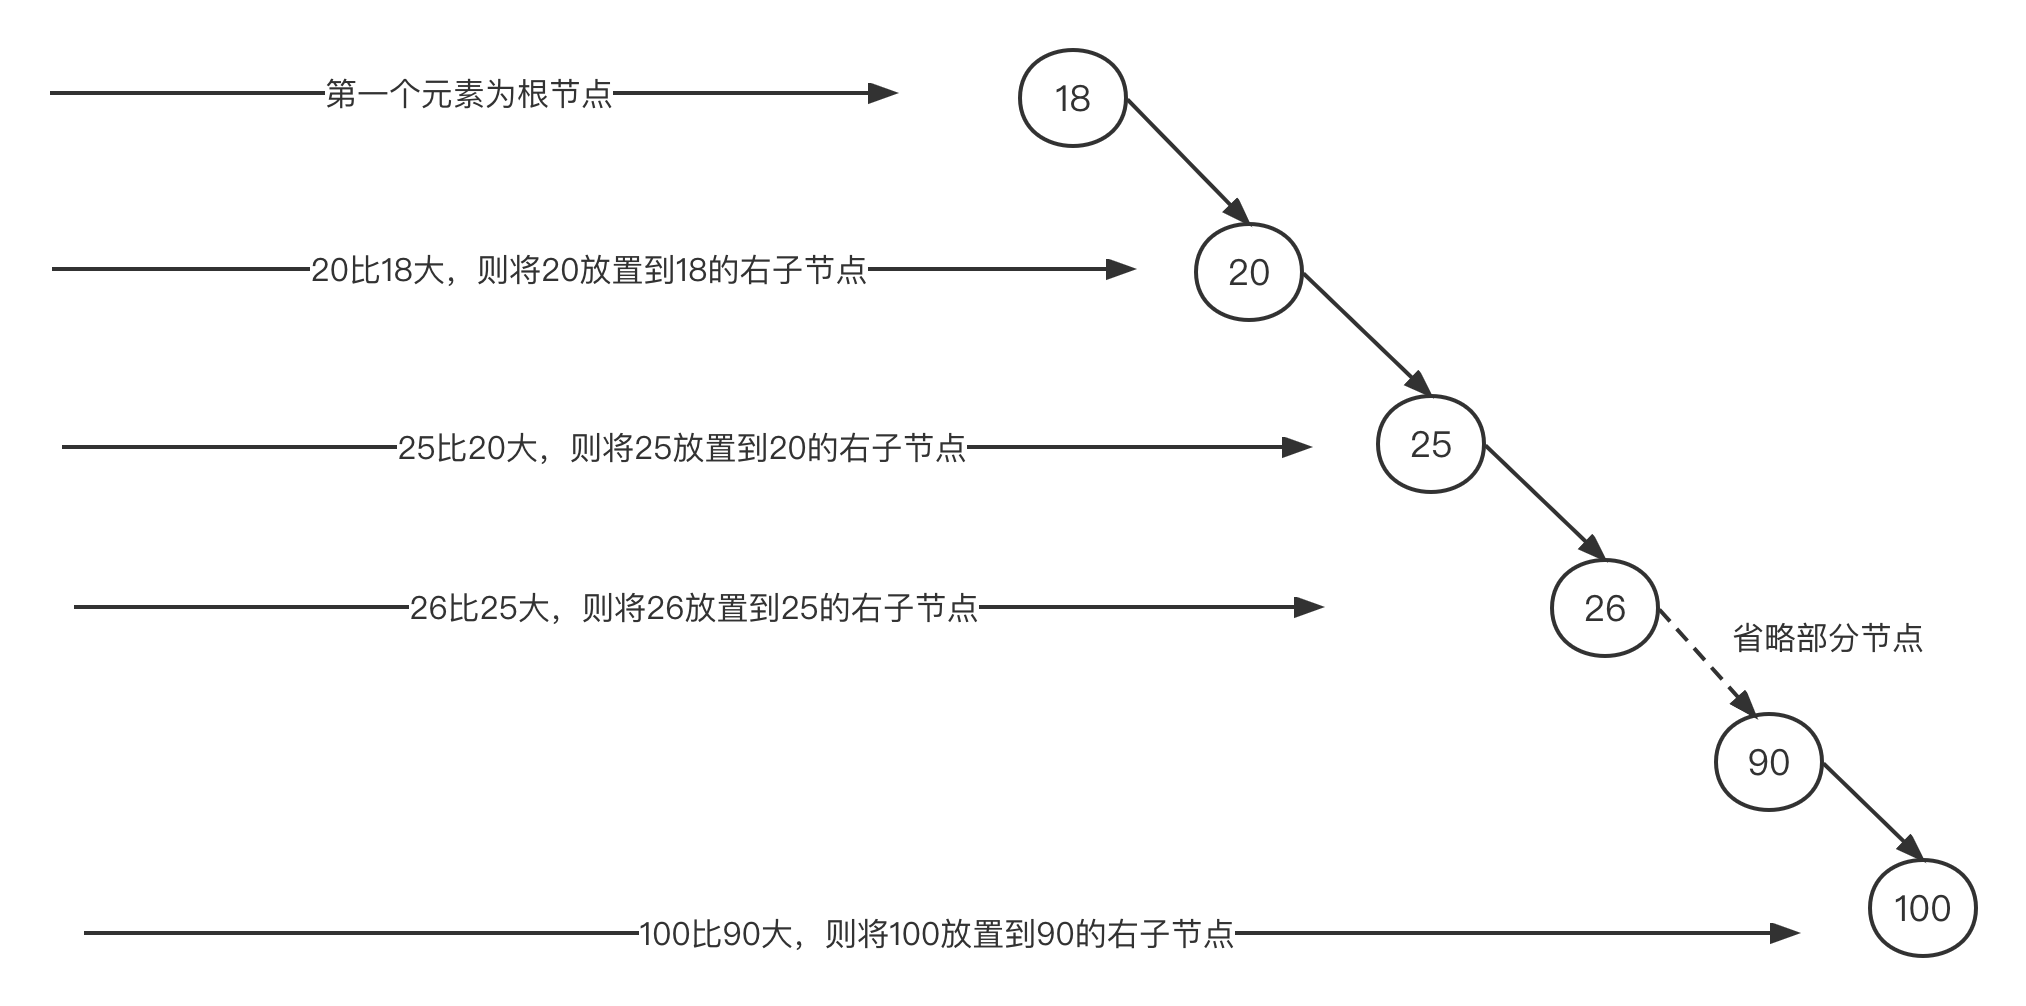 第一个元素为根节点
18
20比18大，则将20放置到18的右子节点
20
25比20大，则将25放置到20的右子节点
25
26比25大，则将26放置到25的右子节点
26
省略部分节点
90
100比90大，则将100放置到90的右子节点
100